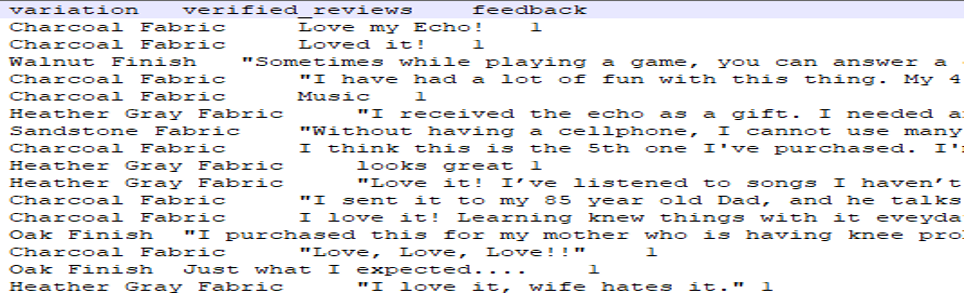 variation verified_reviews feedback
Charcoal Fabric Love my Echo! 1
Charcoal Fabric Loved it! 1
Walnut Finish "Sometimes while playing a game, you can answer a
Charcoal Fabric "I have had a lot of fun with this thing. My 4
Charcoal Fabric Music 1
Heather Gray Fabric "I received the echo as a gift. I needed
Sandstone Fabric "Without having a cellphone, I cannot use many
Charcoal Fabric I think this is the 5th one I've purchased.
Heather Gray Fabric looks great 1
Heather Gray Fabric "Love it! I’ve listened to songs I haven’t
Charcoal Fabric "I sent it to my 85 year old Dad, and he talks
Charcoal Fabric I love it! Learning knew things with it eveyda
Oak Finish "I purchased this for my mother who is having knee
Charcoal Fabric "Love, Love, Love!!" 1
Oak Finish Just what I expected.... 1
Heather Gray Fabric "I love it, wife hates it." 1